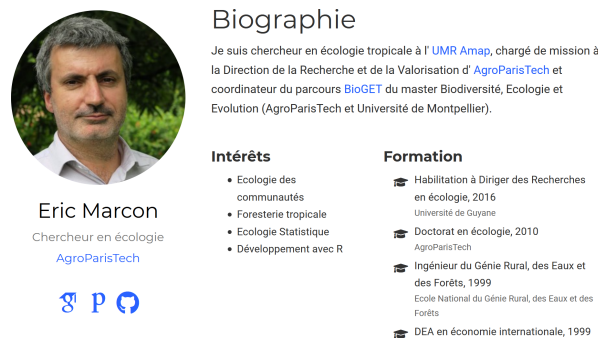 Biographie
Je suis chercheur en écologie tropicale à l' UMR Amap, chargé de mission à
la Direction de la Recherche et de la Valorisation d' AgroParisTech et
coordinateur du parcours BioGET du master Biodiversité, Ecologie et
Evolution (AgroParisTech et Université de Montpellier).
Eric Marcon
Chercheur en écologie
AgroParisTech
Intérêts
Ecologie des
communautés
Foresterie tropicale
Ecologie Statistique
Développement avec R
Formation
Habilitation à Diriger des Recherches
en écologie, 2016
Université de Guyane
Doctorat en écologie, 2010
AgroParisTech
Ingénieur du Génie Rural, des Eaux et
des Forêts, 1999
Ecole National du Génie Rural, des Eaux et des
Forêts
DEA en économie internationale, 1999